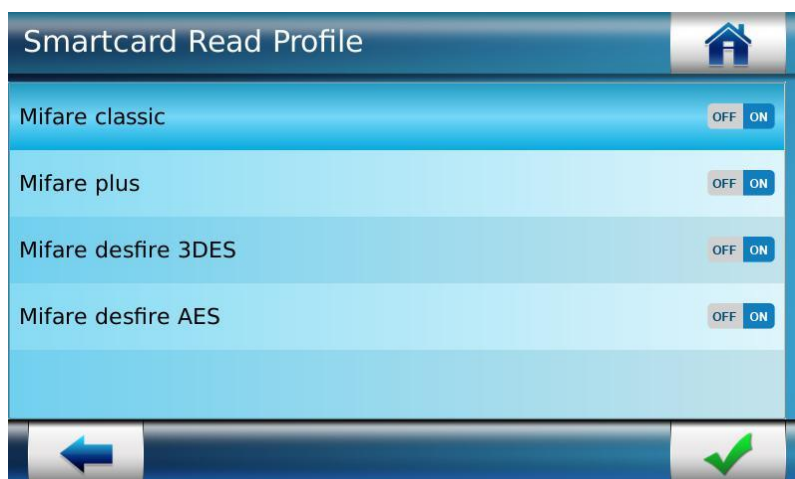 Smartcard Read Profile
Mifare classic OFF ON
Mifare plus OFF ON
Mifare desfire 3DES OFF ON
Mifare desfire AES OFF ON